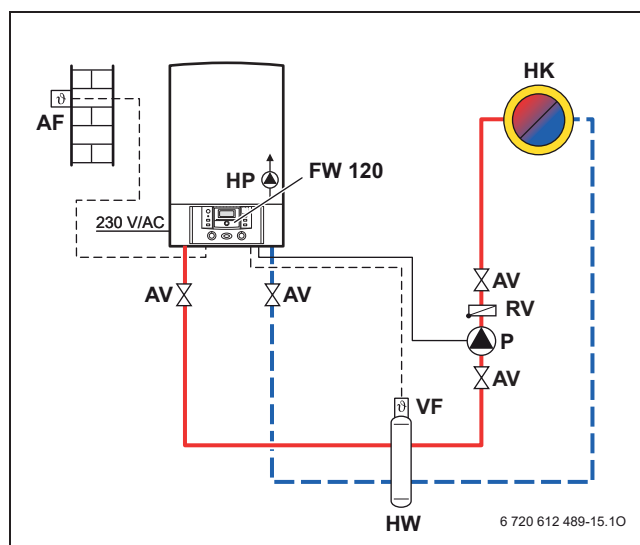 HK
ϑ
AF
FW 120
HP
230 V/AC
AV
AV
AV
RV
P
AV
ϑ
VF
HW
6 720 612 489-15.1O